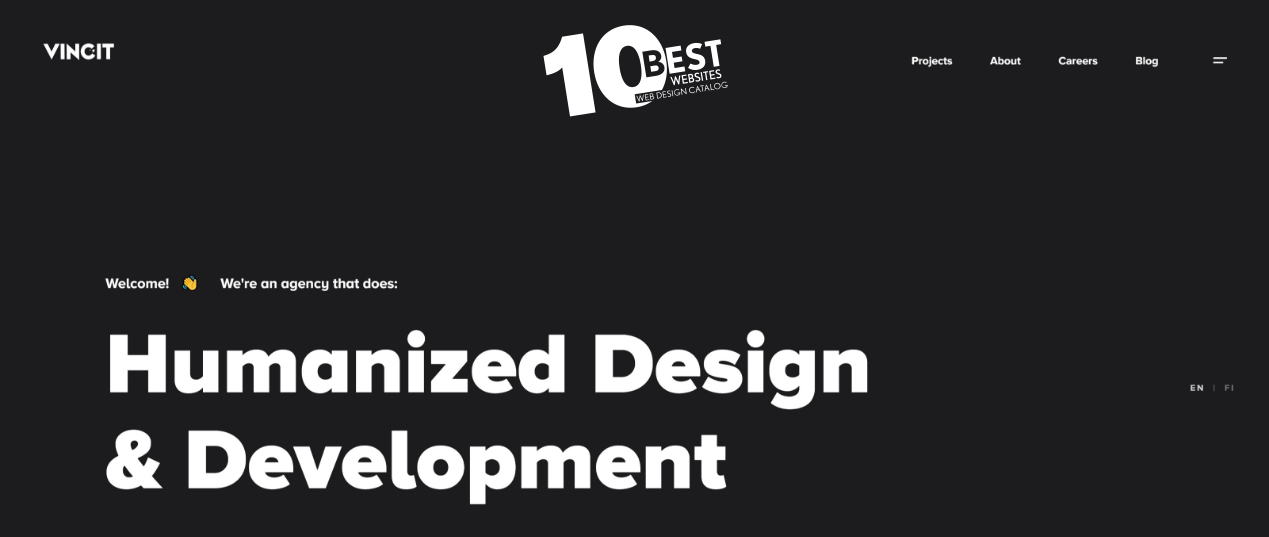 VINCIT
10 BEST
WEBSITES
WEB DESIGN CATALOG
Projects About Careers Blog
Welcome! 👋 We're an agency that does:
Humanized Design
& Development
EN | FI